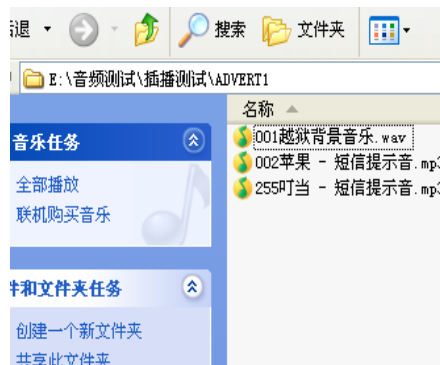 后退 搜索 文件夹
E:\音频测试\插播测试\ADVERT1
名称
音乐任务
001越狱背景音乐.wav
002苹果 - 短信提示音.mp3
全部播放
255叮当 - 短信提示音.mp3
联机购买音乐
件和文件夹任务
创建一个新文件夹
共享此文件夹